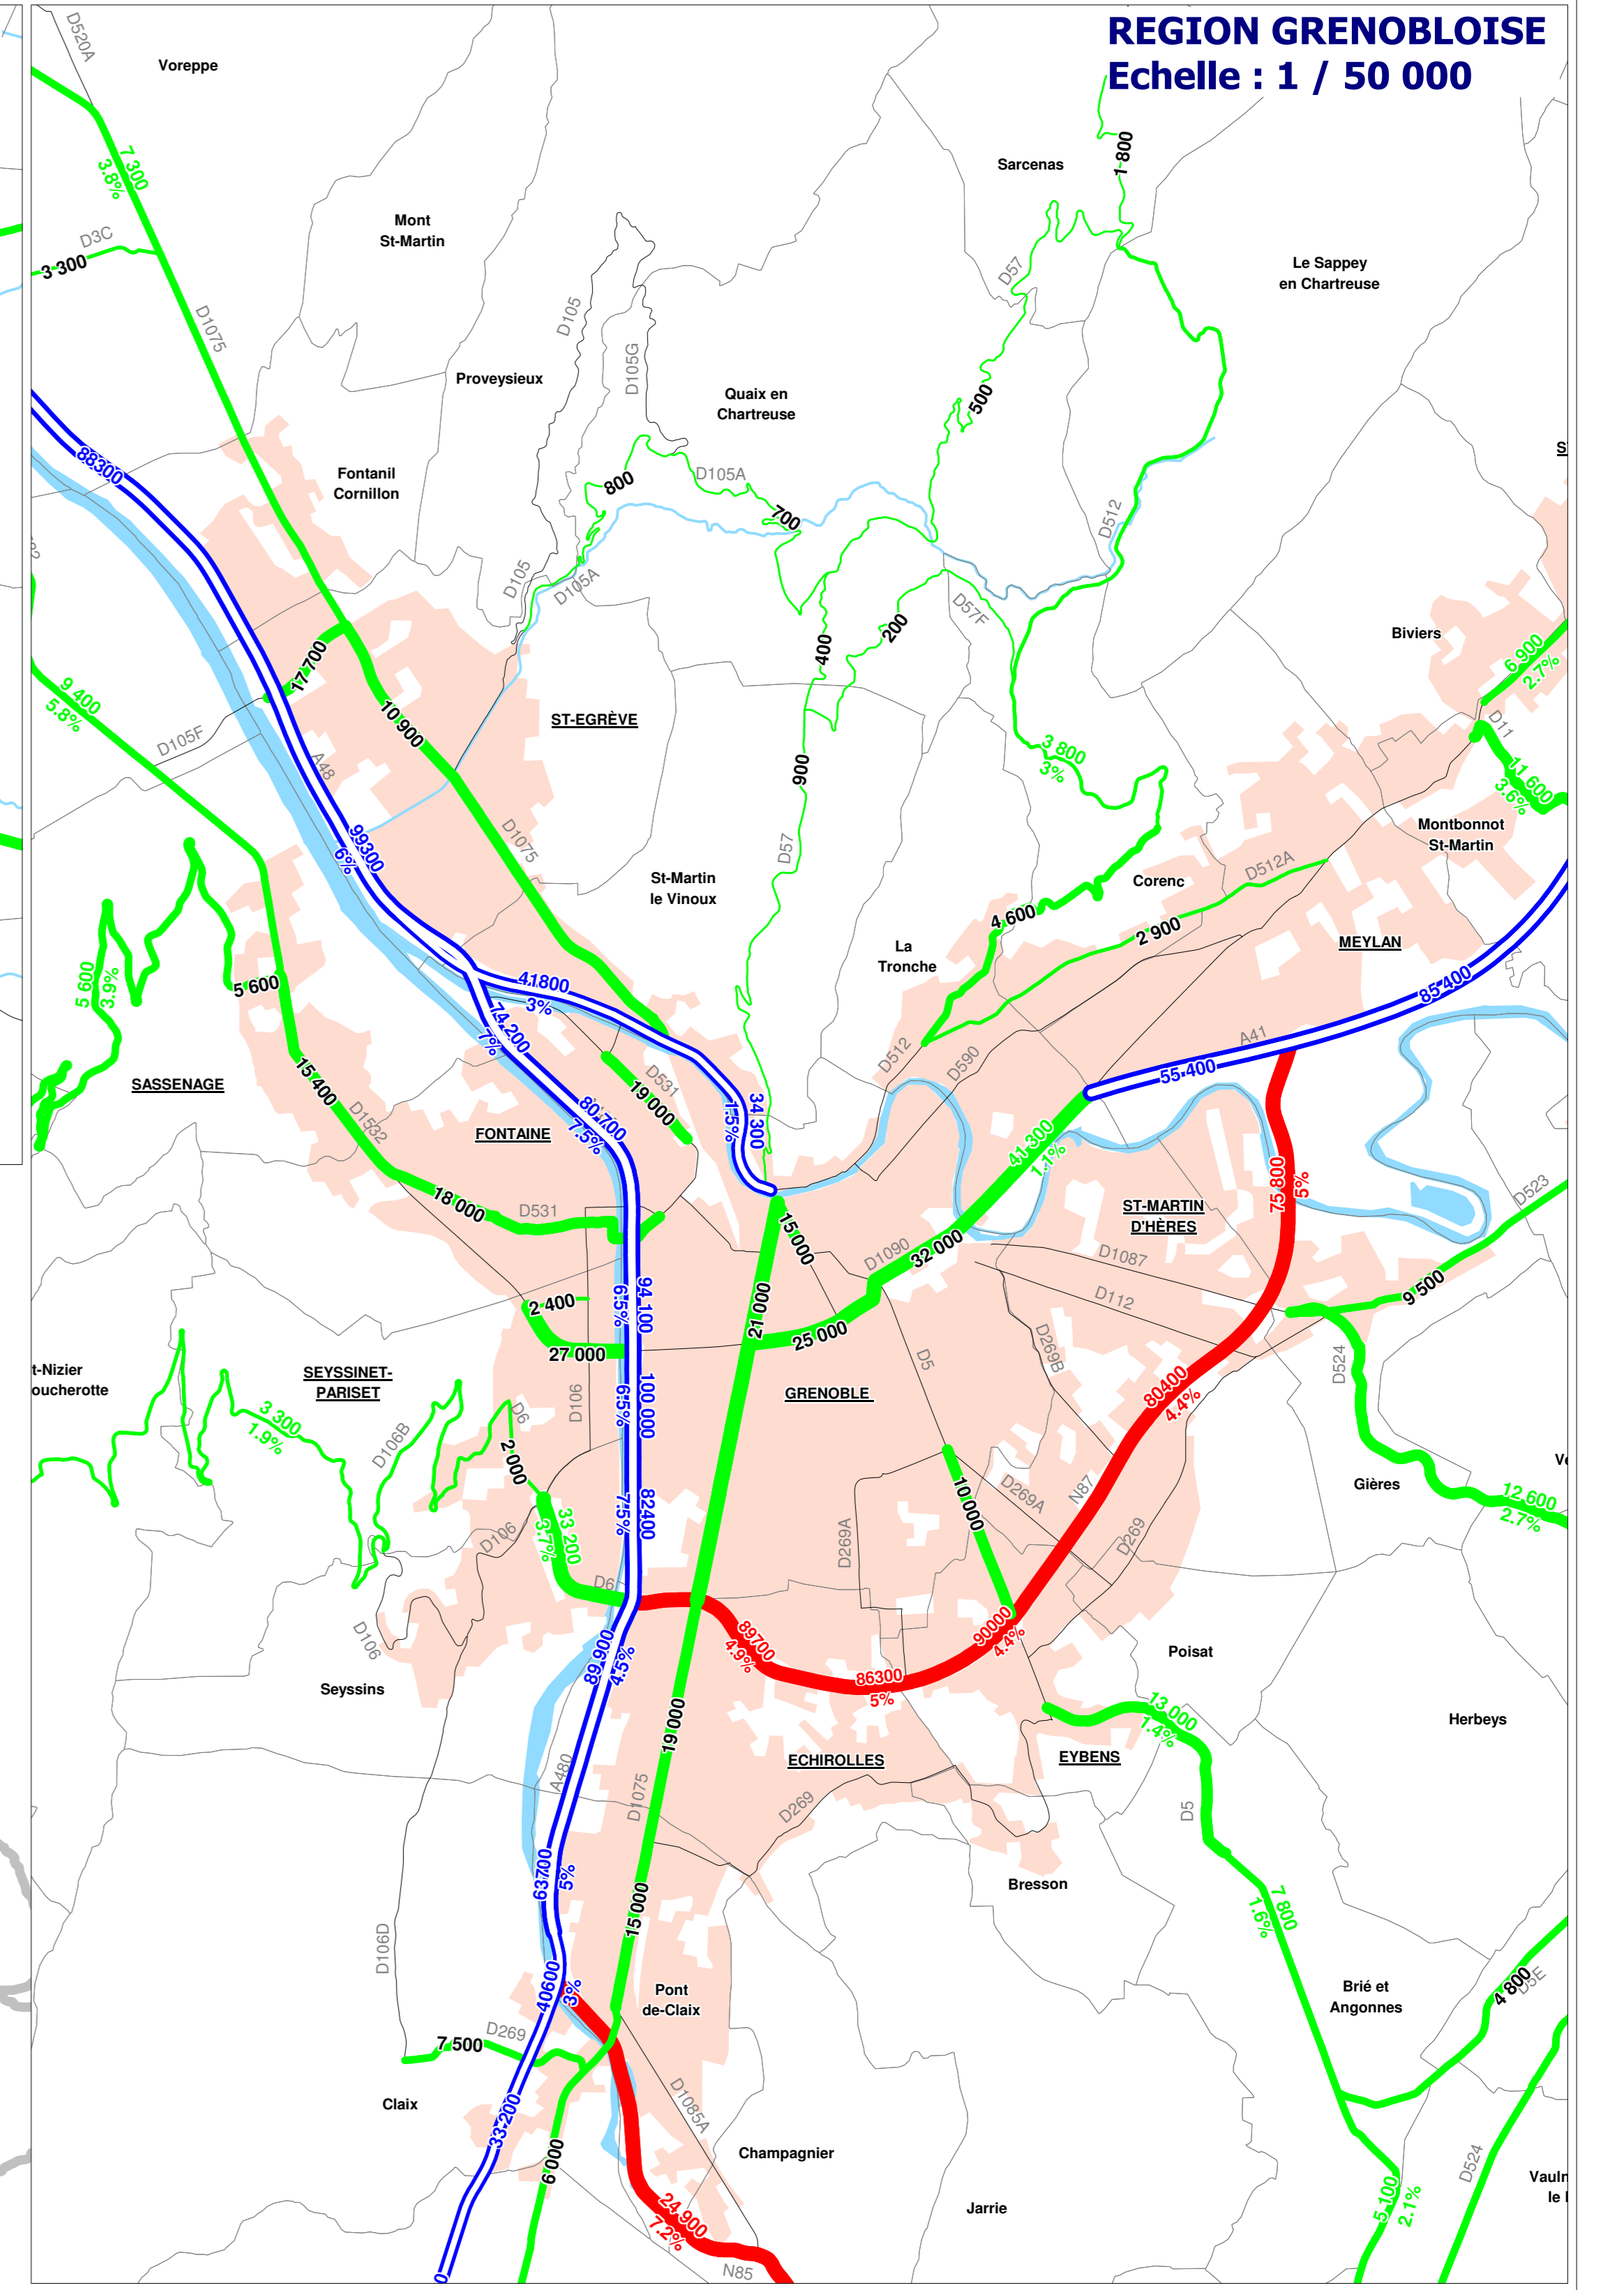 REGION GRENOBLOISE
Echelle : 1 / 50 000
D520A
Voreppe
7 300
3.8%
D3C
3 300
D1075
Mont
St-Martin
Sarcenas
1 800
Le Sappey
en Chartreuse
D57
D105
D105G
Proveysieux
Quaix en
Chartreuse
500
88300
Fontanil
Cornillon
800
D105A
700
D512
D105
D105A
D57F
400
200
Biviers
6 900
2.7%
D11
11 600
3.6%
9 400
5.8%
D105F
17 700
10 900
ST-EGRÈVE
A48
900
3 800
3%
99300
6%
D1075
D57
St-Martin
le Vinoux
Corenc
D512A
Montbonnot
St-Martin
4 600
2 900
La
Tronche
MEYLAN
5 600
3.9%
5 600
41800
3%
74 200
7%
85 400
A41
55 400
SASSENAGE
15 400
D1532
FONTAINE
19 000
D531
80 700
7.5%
34 300
1.5%
D512
D590
41 300
1.1%
75 800
5%
D523
18 000
D531
15 000
D1090
32 000
ST-MARTIN
D'HÈRES
D1087
D112
9 500
2 400
27 000
94 100
6.5%
21 000
25 000
D5
D269B
D524
t-Nizier
oucherotte
SEYSSINET-
PARISET
D106
100 000
6.5%
GRENOBLE
80400
4.4%
3 300
1.9%
D106B
D6
2 000
10 000
D269A
N87
Gières
12 600
2.7%
33 200
3.7%
82400
7.5%
D106
D269A
D269
D6
D106
89 900
4.5%
89700
4.9%
86300
5%
90000
4.4%
Poisat
Seyssins
19 000
13 000
1.4%
Herbeys
ECHIROLLES
EYBENS
A480
D1075
D269
D5
63700
5%
15 000
Bresson
7 800
1.6%
D106D
40600
3%
Pont
de-Claix
Brié et
Angonnes
4 800
D5E
7 500
D269
Claix
33 200
D1085A
6 000
Champagnier
24 900
7.2%
N85
Jarrie
5 100
2.1%
D524
Vauln